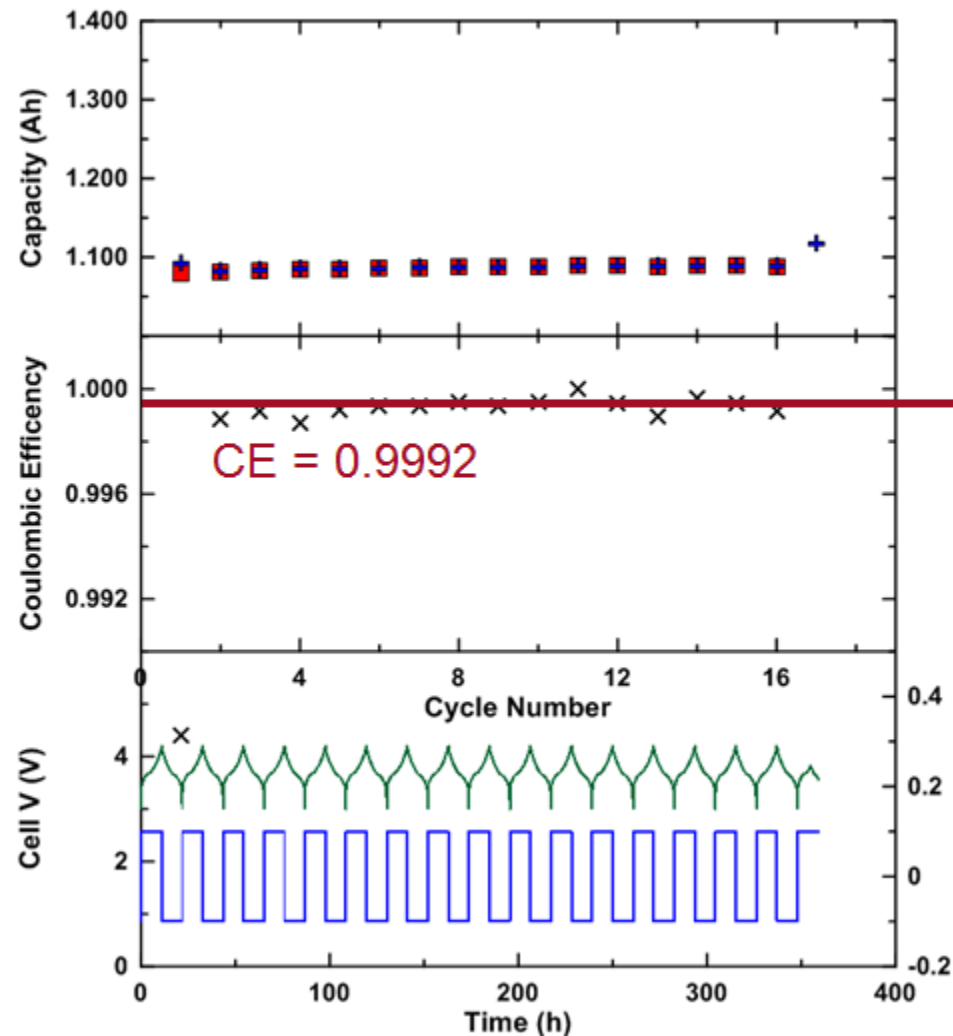 1.400
1.300
1.200
1.100
Capacity (Ah)
1.000
0.996
0.992
Coulombic Efficency
CE = 0.9992
0 4 8 12 16
Cycle Number
4
2
0
Cell V (V)
0.4
0.2
0
-0.2
0 100 200 300 400
Time (h)